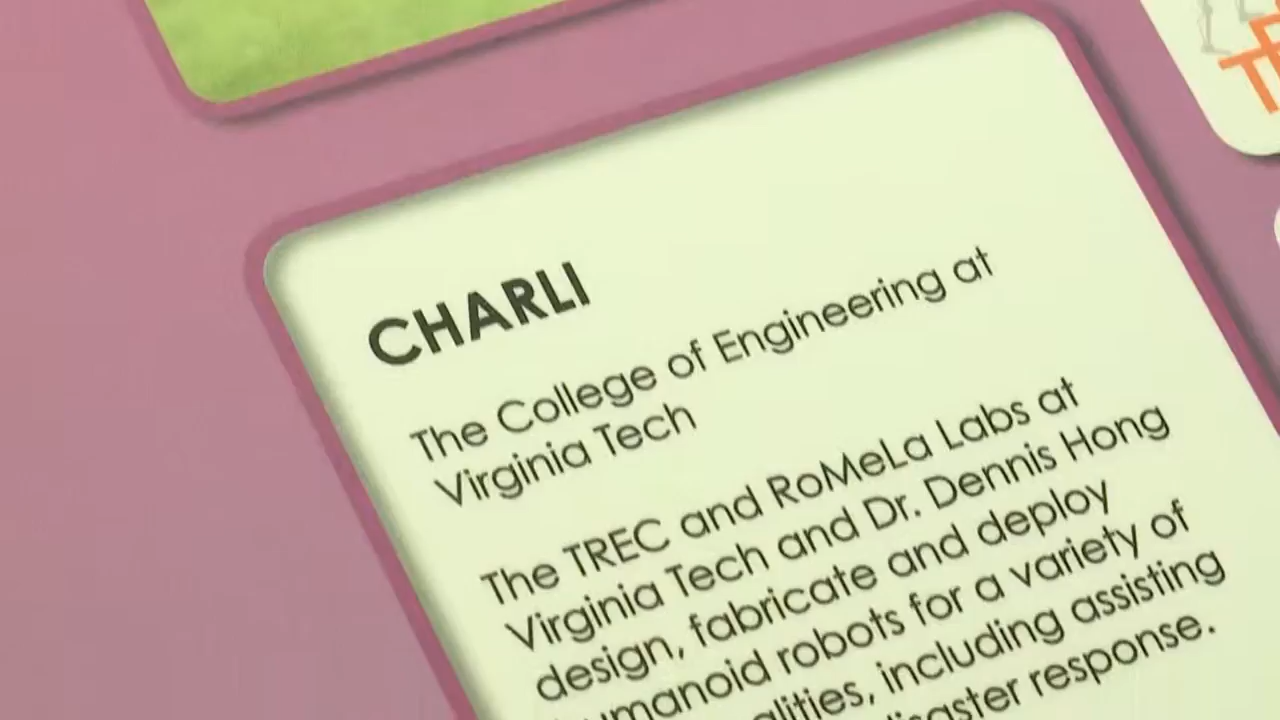 CHARLI
The College of Engineering at
Virginia Tech
The TREC and RoMeLa Labs at
Virginia Tech and Dr. Dennis Hong
design, fabricate and deploy
robots for a variety of
including assisting
response.